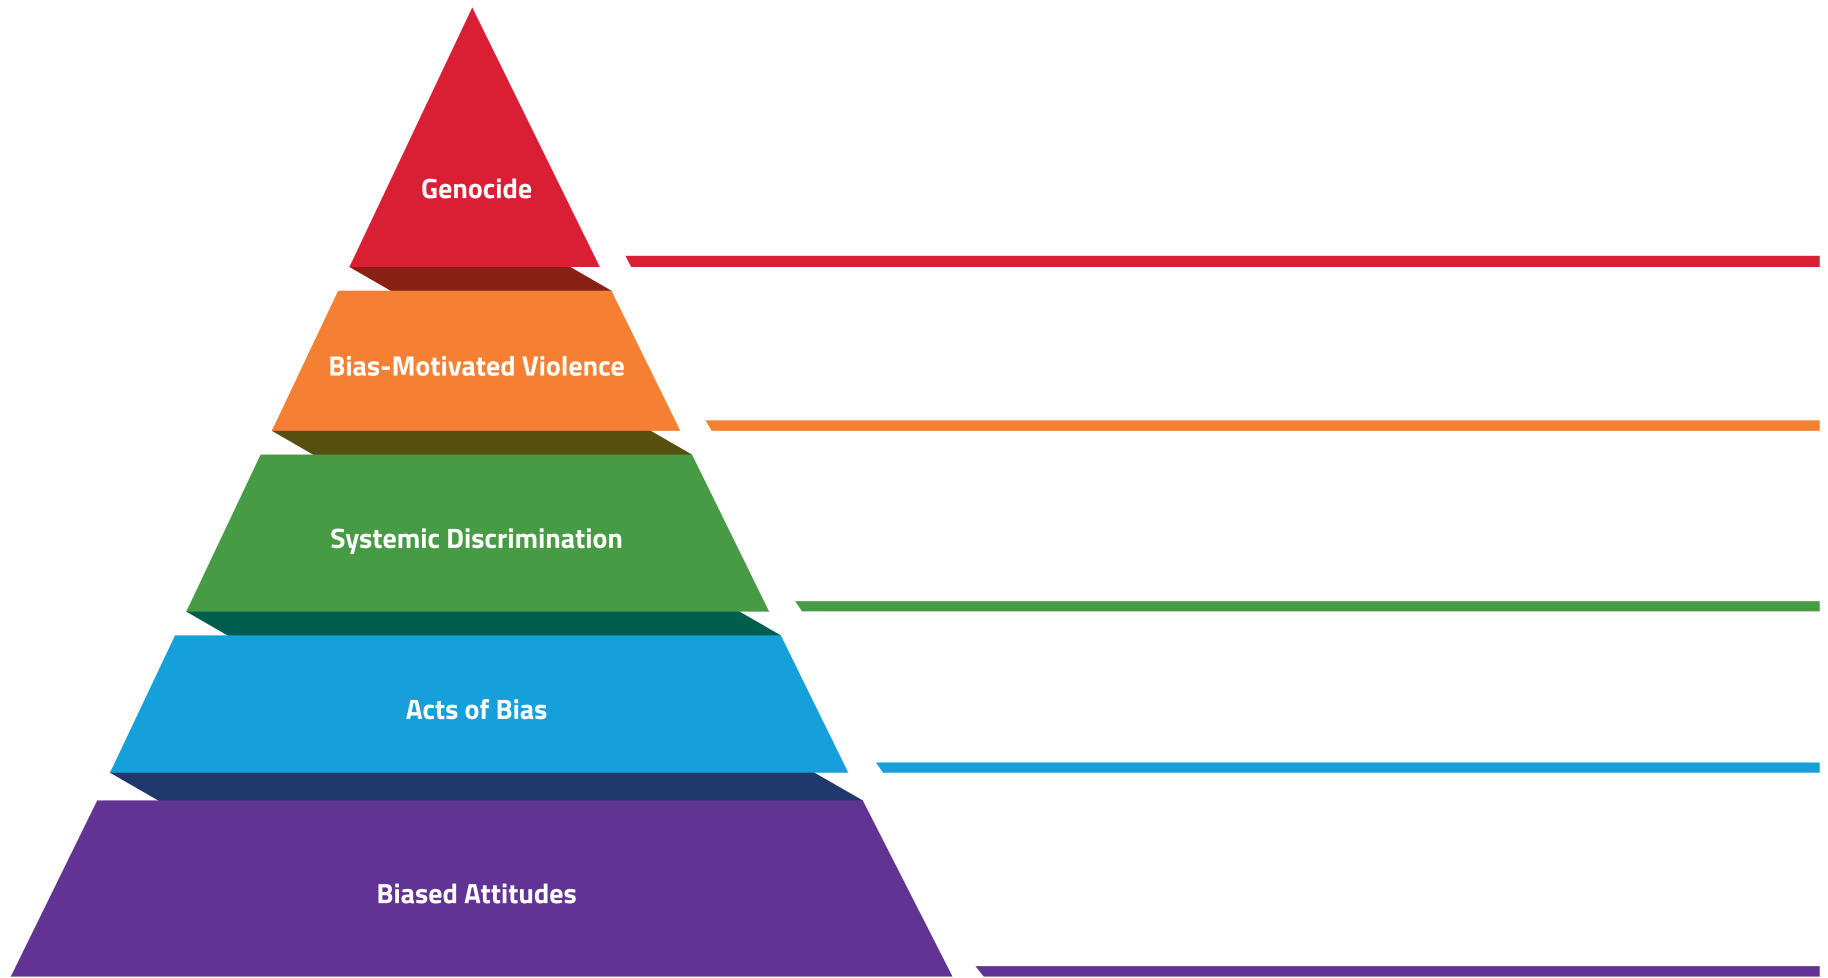 Genocide
Bias-Motivated Violence
Systemic Discrimination
Acts of Bias
Biased Attitudes